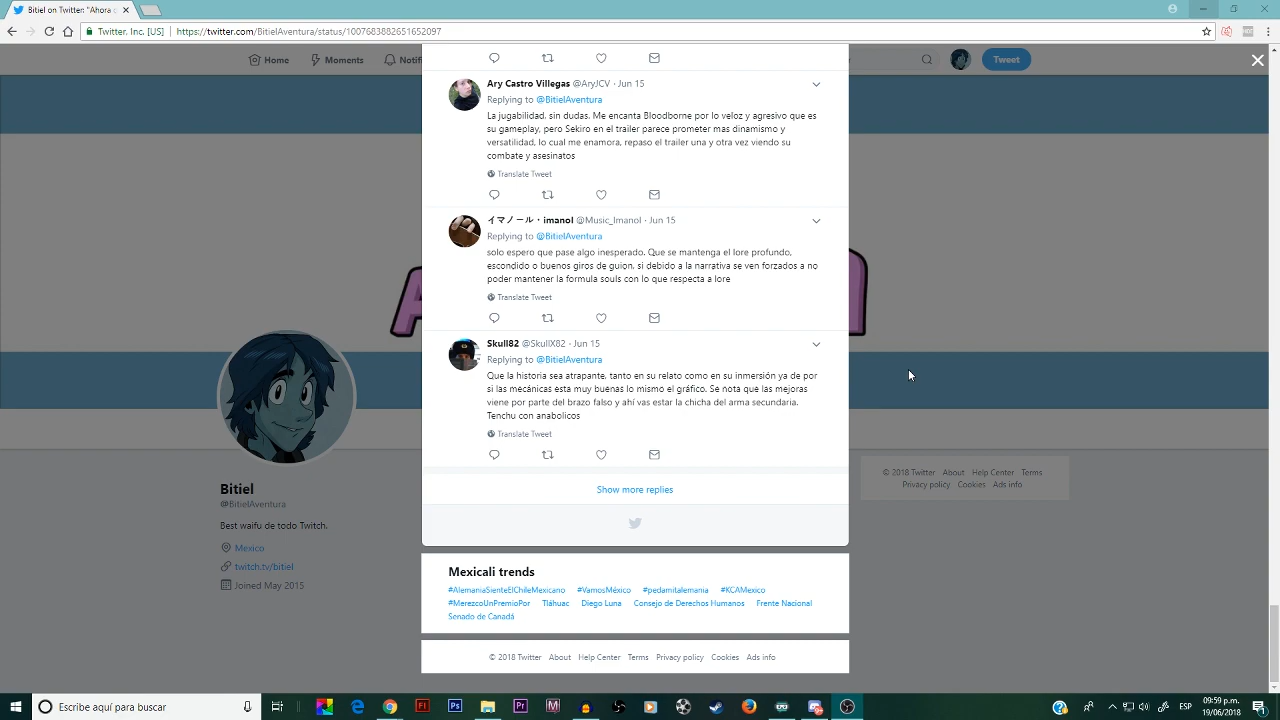 Bitiel on Twitter: "Ahora c
Twitter, Inc. [US] | https://twitter.com/BitielAventura/status/1007683882651652097
Home
Moments
Notifi
Tweet
Ary Castro Villegas @AryJCV · Jun 15
Replying to @BitielAventura
La jugabilidad, sin dudas. Me encanta Bloodborne por lo veloz y agresivo que es
su gameplay, pero Sekiro en el trailer parece prometer mas dinamismo y
versatilidad, lo cual me enamora, repaso el trailer una y otra vez viendo su
combate y asesinatos
Translate Tweet
イマノール・imanol @Music_Imanol · Jun 15
Replying to @BitielAventura
solo espero que pase algo inesperado. Que se mantenga el lore profundo,
escondido o buenos giros de guion, si debido a la narrativa se ven forzados a no
poder mantener la formula souls con lo que respecta a lore
Translate Tweet
Skull82 @SkullX82 · Jun 15
Replying to @BitielAventura
Que la historia sea atrapante, tanto en su relato como en su inmersión ya de por
si las mecánicas esta muy buenas lo mismo el gráfico. Se nota que las mejoras
viene por parte del brazo falso y ahí vas estar la chicha del arma secundaria.
Tenchu con anabolicos
Translate Tweet
Show more replies
Bitiel
@BitielAventura
Best waifu de todo Twitch,
Mexico
twitch.tv/bitiel
Joined May 2015
© 2018 Twitter About Help Center Terms
Privacy policy Cookies Ads info
Mexicali trends
#AlemaniaSienteElChileMexicano #VamosMéxico #pedamitalemania #KCAMexico
#MerezcoUnPremioPor Tláhuac Diego Luna Consejo de Derechos Humanos Frente Nacional
Senado de Canadá
© 2018 Twitter About Help Center Terms Privacy policy Cookies Ads info
Escribe aquí para buscar
ESP
09:59 p.m.
19/06/2018